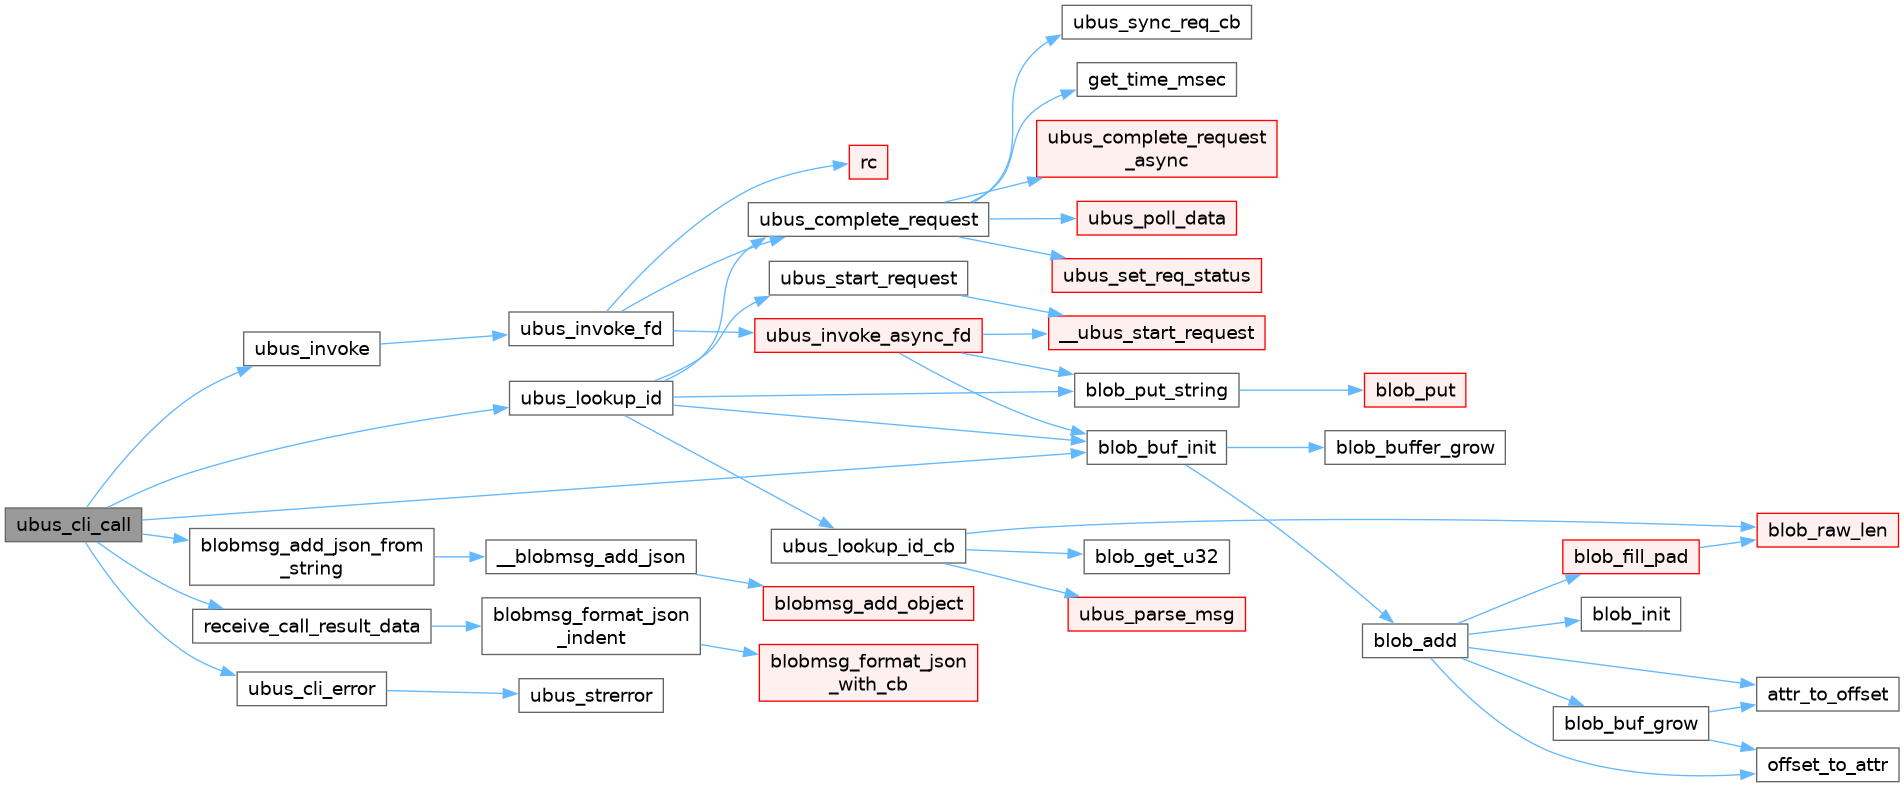 ubus_cli_call
ubus_invoke
ubus_invoke_fd
rc
ubus_complete_request
ubus_sync_req_cb
get_time_msec
ubus_complete_request
_async
ubus_poll_data
ubus_set_req_status
ubus_start_request
ubus_invoke_async_fd
__ubus_start_request
ubus_lookup_id
blob_put_string
blob_put
blob_buf_init
blob_buffer_grow
blobmsg_add_json_from
_string
__blobmsg_add_json
blobmsg_add_object
ubus_lookup_id_cb
blob_get_u32
ubus_parse_msg
blob_raw_len
blob_fill_pad
blob_init
blob_add
attr_to_offset
blob_buf_grow
offset_to_attr
receive_call_result_data
blobmsg_format_json
_indent
blobmsg_format_json
_with_cb
ubus_cli_error
ubus_strerror